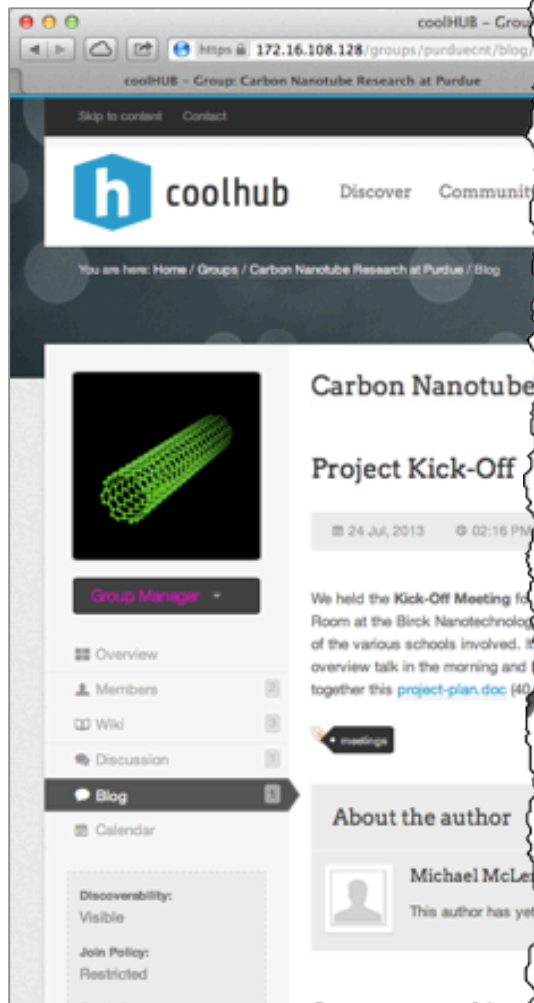 coolHUB – Grou
https 172.16.108.128/groups/purduecnt/blog/
coolHUB – Group: Carbon Nanotube Research at Purdue
Skip to content Contact
h coolhub Discover Community
You are here: Home / Groups / Carbon Nanotube Research at Purdue / Blog
Carbon Nanotube
Project Kick-Off
24 Jul, 2013 02:16 PM
Group Manager
We held the Kick-Off Meeting fo
Room at the Birck Nanotechnolog
of the various schools involved.
overview talk in the morning and
together this project-plan.doc (40
meetings
Overview
Members 2
Wiki 3
Discussion 1
Blog 1
Calendar
About the author
Michael McLen
This author has yet
Discoverability:
Visible
Join Policy:
Restricted